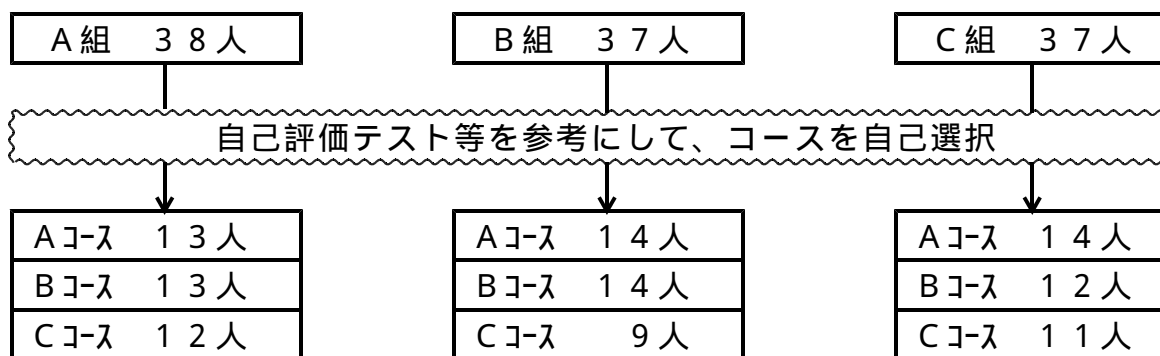 A組 38人
B組 37人
C組 37人
自己評価テスト等を参考にして、コースを自己選択
Aコース 13人
Bコース 13人
Cコース 12人
Aコース 14人
Bコース 14人
Cコース 9人
Aコース 14人
Bコース 12人
Cコース 11人